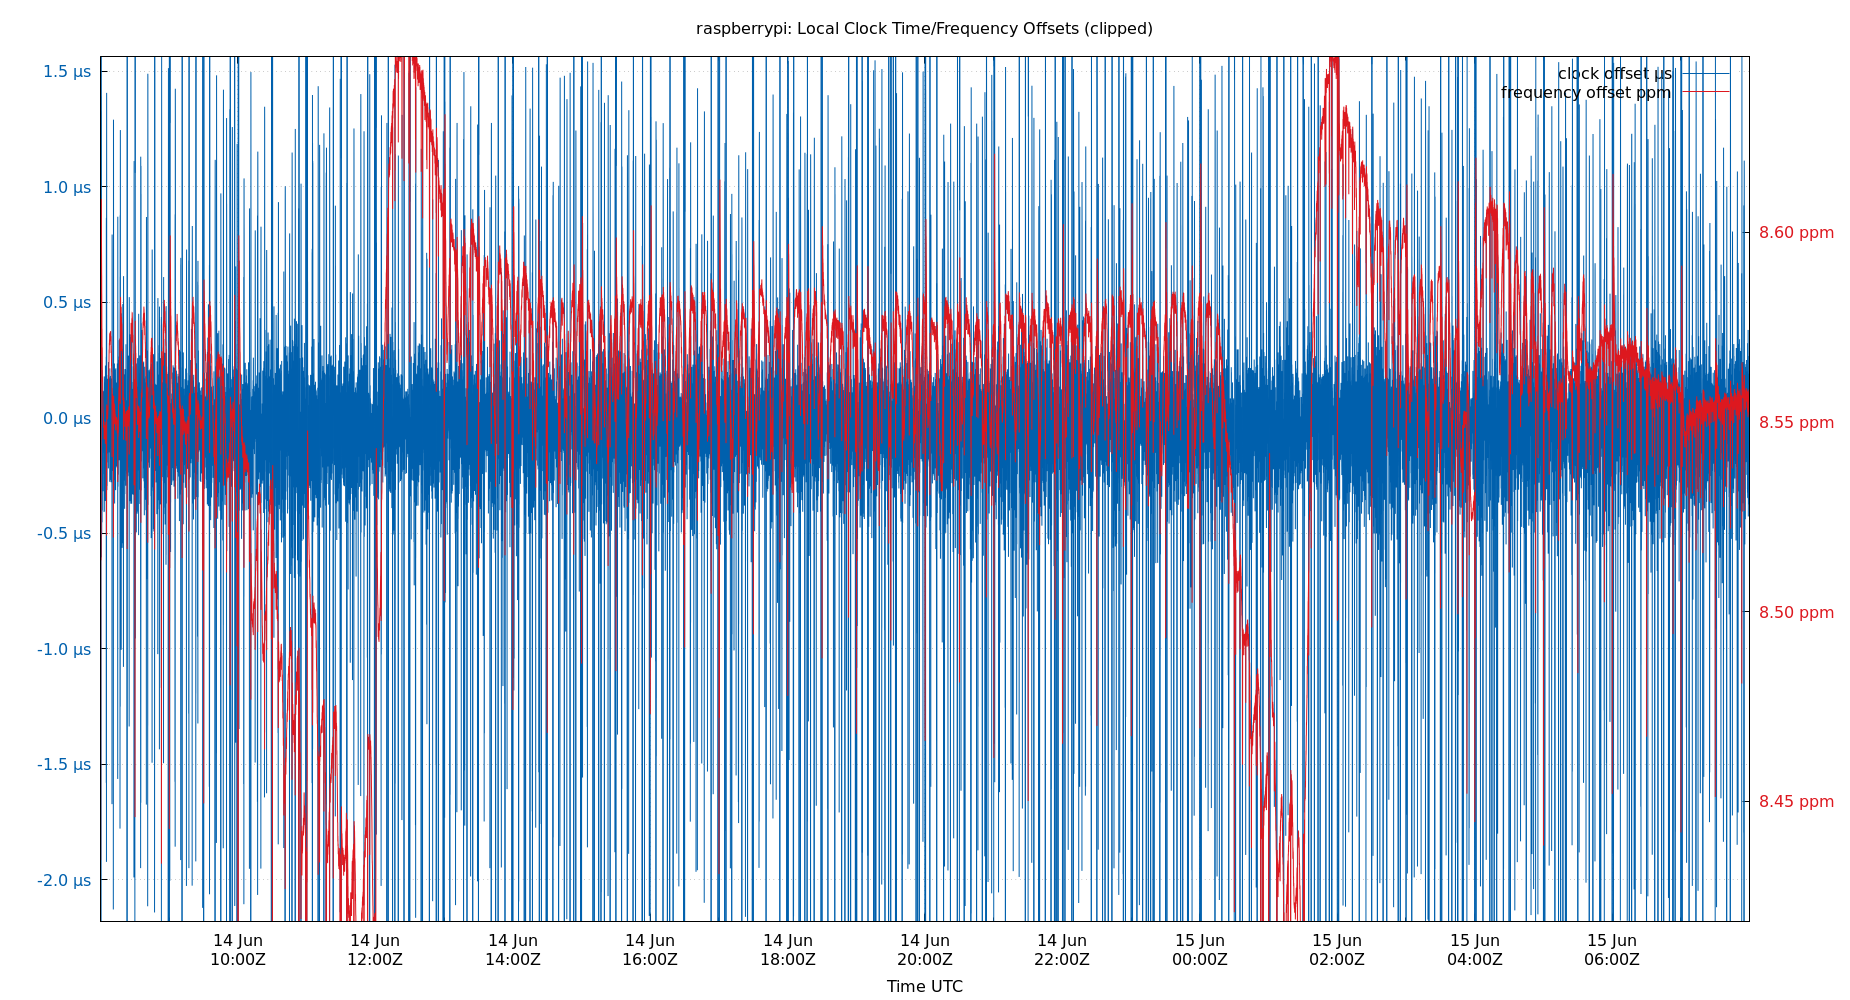 raspberrypi: Local Clock Time/Frequency Offsets (clipped)
1.5 µs
1.0 µs
0.5 µs
0.0 µs
-0.5 µs
-1.0 µs
-1.5 µs
-2.0 µs
clock offset µs
frequency offset ppm
8.60 ppm
8.55 ppm
8.50 ppm
8.45 ppm
14 Jun 14 Jun 14 Jun 14 Jun 14 Jun 14 Jun 14 Jun 15 Jun 15 Jun 15 Jun 15 Jun
10:00Z 12:00Z 14:00Z 16:00Z 18:00Z 20:00Z 22:00Z 00:00Z 02:00Z 04:00Z 06:00Z
Time UTC